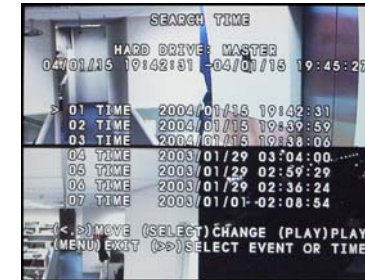 SEARCH TIME
HARD DRIVE: MASTER
04/01/15 19:42:31 -04/01/15 19:45:27
> 01 TIME 2004/01/15 19:42:31
02 TIME 2004/01/15 19:39:59
03 TIME 2004/01/15 19:38:06
04 TIME 2003/01/29 03:04:00
05 TIME 2003/01/29 02:59:29
06 TIME 2003/01/29 02:36:24
07 TIME 2003/01/01 02:08:54
(<.>)MOVE (SELECT)CHANGE (PLAY)PLAY
(MENU)EXIT (>>)SELECT EVENT OR TIME